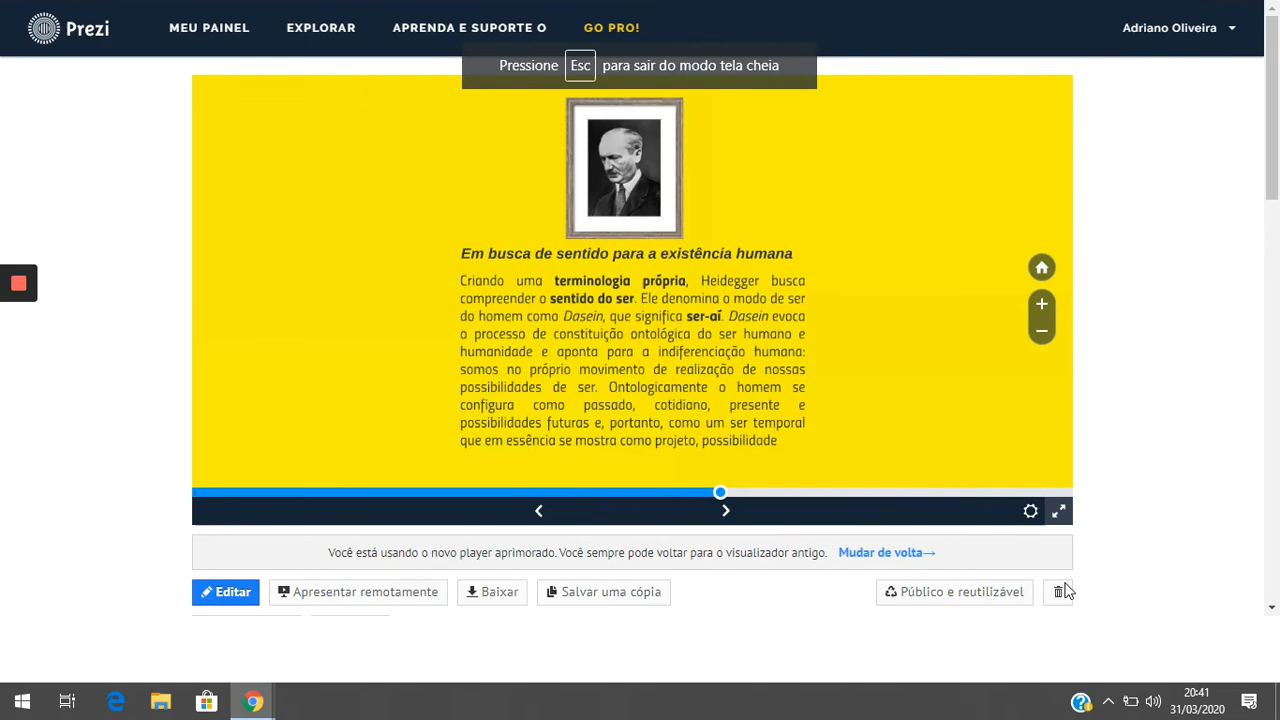 Prezi
MEU PAINEL
EXPLORAR
APRENDA E SUPORTE O
GO PRO!
Adriano Oliveira
Pressione Esc para sair do modo tela cheia
Em busca de sentido para a existência humana
Criando uma terminologia própria, Heidegger busca
compreender o sentido do ser. Ele denomina o modo de ser
do homem como Dasein, que significa ser-aí. Dasein evoca
o processo de constituição ontológica do ser humano e
humanidade e aponta para a indiferenciação humana:
somos no próprio movimento de realização de nossas
possibilidades de ser. Ontologicamente o homem se
configura como passado, cotidiano, presente e
possibilidades futuras e, portanto, como um ser temporal
que em essência se mostra como projeto, possibilidade
Você está usando o novo player aprimorado. Você sempre pode voltar para o visualizador antigo. Mudar de volta→
Editar
Apresentar remotamente
Baixar
Salvar uma cópia
Público e reutilizável
20:41
31/03/2020